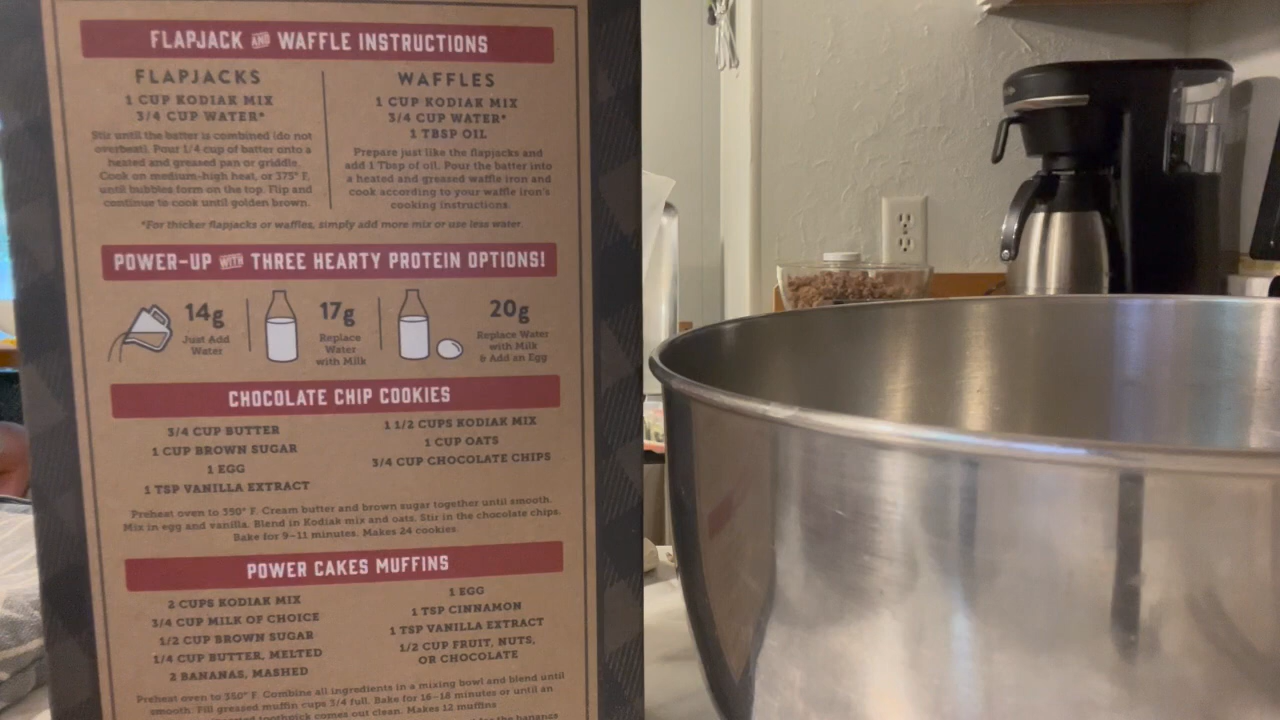 FLAPJACK AND WAFFLE INSTRUCTIONS
FLAPJACKS
1 CUP KODIAK MIX
3/4 CUP WATER*
Stir until the batter is combined (do not
overbeat). Pour 1/4 cup of batter onto a
heated and greased pan or griddle.
Cook on medium-high heat, or 375° F,
until bubbles form on the top. Flip and
continue to cook until golden brown.
WAFFLES
1 CUP KODIAK MIX
3/4 CUP WATER*
1 TBSP OIL
Prepare just like the flapjacks and
add 1 Tbsp of oil. Pour the batter into
a heated and greased waffle iron and
cook according to your waffle iron's
cooking instructions.
*For thicker flapjacks or waffles, simply add more mix or use less water.
POWER-UP WITH THREE HEARTY PROTEIN OPTIONS!
14g
Just Add
Water
17g
Replace
Water
with Milk
20g
Replace Water
with Milk
& Add an Egg
CHOCOLATE CHIP COOKIES
3/4 CUP BUTTER
1 CUP BROWN SUGAR
1 EGG
1 TSP VANILLA EXTRACT
1 1/2 CUPS KODIAK MIX
1 CUP OATS
3/4 CUP CHOCOLATE CHIPS
Preheat oven to 350° F. Cream butter and brown sugar together until smooth.
Mix in egg and vanilla. Blend in Kodiak mix and oats. Stir in the chocolate chips.
Bake for 9-11 minutes. Makes 24 cookies.
POWER CAKES MUFFINS
2 CUPS KODIAK MIX
3/4 CUP MILK OF CHOICE
1/2 CUP BROWN SUGAR
1/4 CUP BUTTER, MELTED
2 BANANAS, MASHED
1 EGG
1 TSP CINNAMON
1 TSP VANILLA EXTRACT
1/2 CUP FRUIT, NUTS,
OR CHOCOLATE
Preheat oven to 350° F. Combine all ingredients in a mixing bowl and blend until
smooth. Fill greased muffin cups 3/4 full. Bake for 16-18 minutes or until an
toothpick comes out clean. Makes 12 muffins
for the bananas